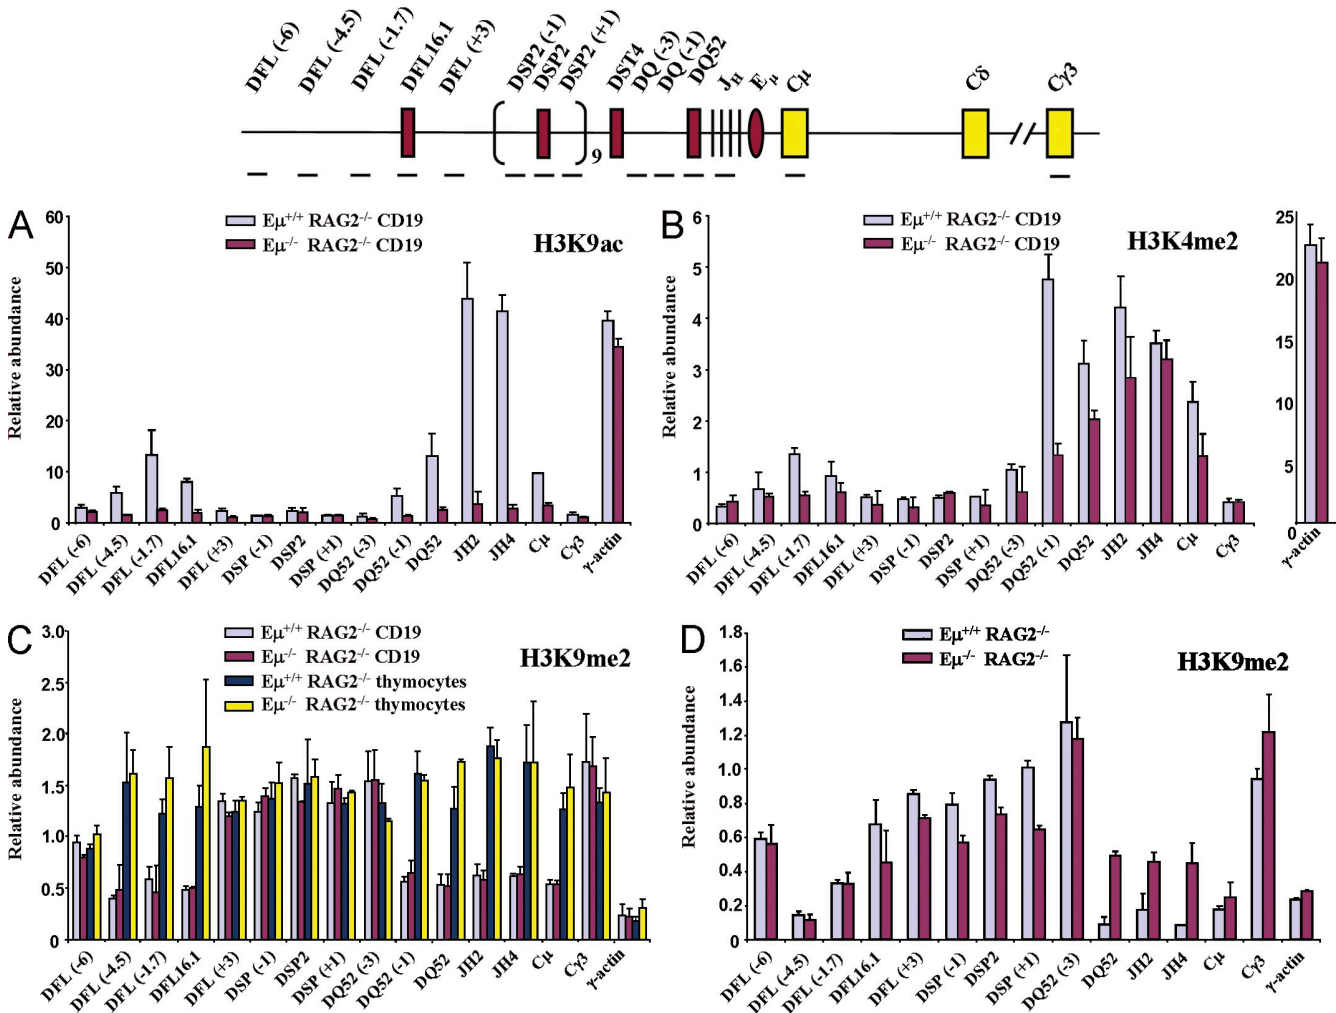 DFL (-6) DFL (-4.5) DFL (-1.7) DFL16.1 DFL (+3) DSP2 (-1) DSP2 DSP2 (+1) DST4 DQ (-3) DQ (-1) DQ52 JH Eμ Cμ Cδ Cγ3
9
A
Eμ+/+ RAG2-/- CD19
Eμ-/- RAG2-/- CD19
H3K9ac
Relative abundance
60
50
40
30
20
10
0
DFL (-6) DFL (-4.5) DFL (-1.7) DFL16.1 DFL (+3) DSP (-1) DSP2 DSP (+1) DQ52 (-3) DQ52 (-1) DQ52 JH2 JH4 Cμ Cγ3 γ-actin
B
Eμ+/+ RAG2-/- CD19
Eμ-/- RAG2-/- CD19
H3K4me2
Relative abundance
6
5
4
3
2
1
0
25
20
15
10
5
0
DFL (-6) DFL (-4.5) DFL (-1.7) DFL16.1 DFL (+3) DSP (-1) DSP2 DSP (+1) DQ52 (-3) DQ52 (-1) DQ52 JH2 JH4 Cμ Cγ3 γ-actin
C
Eμ+/+ RAG2-/- CD19
Eμ-/- RAG2-/- CD19
Eμ+/+ RAG2-/- thymocytes
Eμ-/- RAG2-/- thymocytes
H3K9me2
Relative abundance
3.0
2.5
2.0
1.5
1.0
0.5
0
DFL (-6) DFL (-4.5) DFL (-1.7) DFL16.1 DFL (+3) DSP (-1) DSP2 DSP (+1) DQ52 (-3) DQ52 (-1) DQ52 JH2 JH4 Cμ Cγ3 γ-actin
D
Eμ+/+ RAG2-/-
Eμ-/- RAG2-/-
H3K9me2
Relative abundance
1.8
1.6
1.4
1.2
1.0
0.8
0.6
0.4
0.2
0
DFL (-6) DFL (-4.5) DFL (-1.7) DFL16.1 DFL (+3) DSP (-1) DSP2 DSP (+1) DQ52 (-3) DQ52 JH2 JH4 Cμ Cγ3 γ-actin